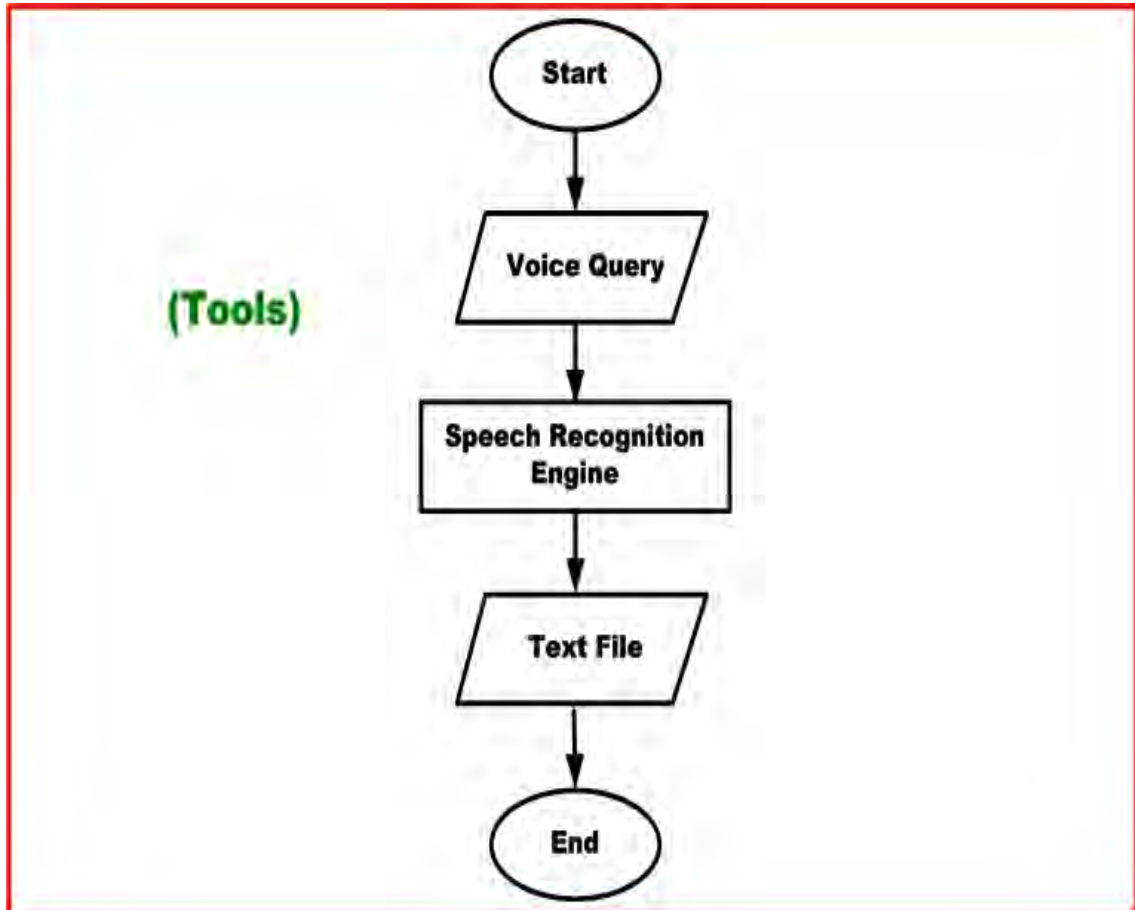 Start
Voice Query
(Tools)
Speech Recognition
Engine
Text File
End